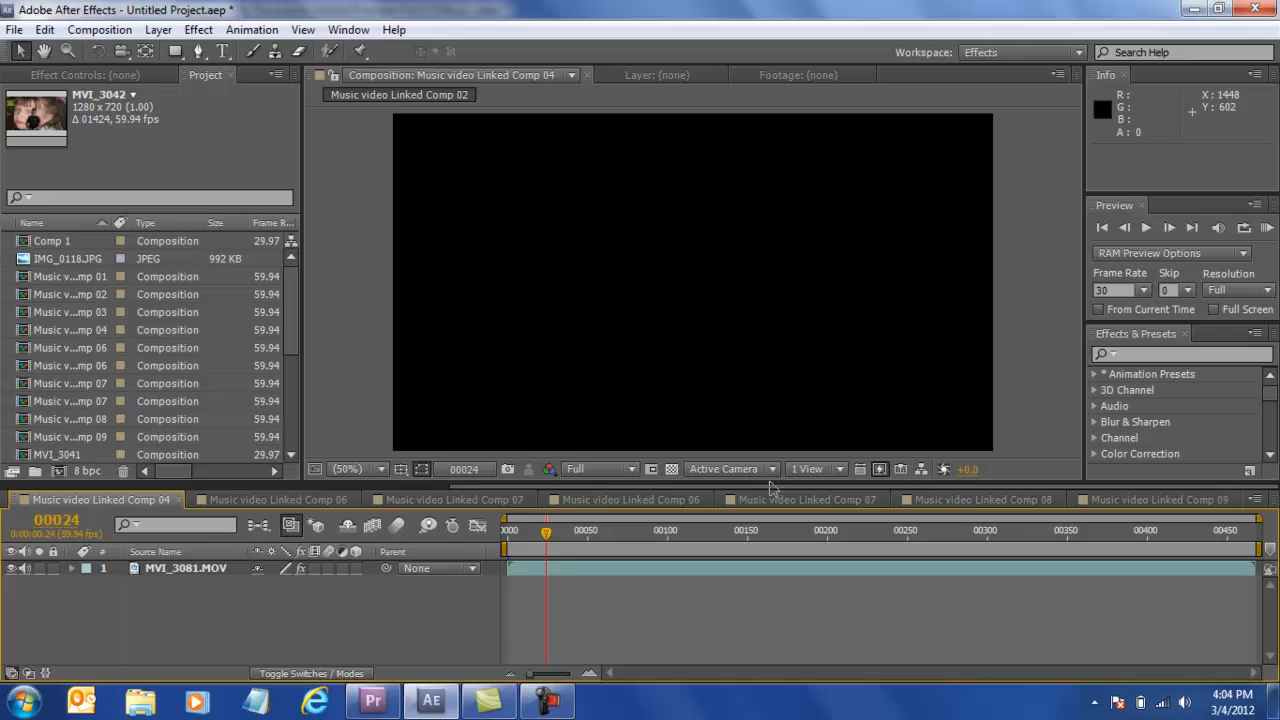 Adobe After Effects - Untitled Project.aep *
File Edit Composition Layer Effect Animation View Window Help
Workspace: Effects Search Help
Effect Controls: (none) Project
Composition: Music video Linked Comp 04 Layer: (none) Footage: (none)
Info
MVI_3042
1280 x 720 (1.00)
Δ 01424, 59.94 fps
Music video Linked Comp 02
R :
G :
B :
A : 0
X : 1448
Y : 602
Preview
RAM Preview Options
Frame Rate Skip Resolution
30 0 Full
From Current Time Full Screen
Effects & Presets
* Animation Presets
3D Channel
Audio
Blur & Sharpen
Channel
Color Correction
Name Type Size Frame R...
Comp 1 Composition 29.97
IMG_0118.JPG JPEG 992 KB
Music v...mp 01 Composition 59.94
Music v...mp 02 Composition 59.94
Music v...mp 03 Composition 59.94
Music v...mp 04 Composition 59.94
Music v...mp 06 Composition 59.94
Music v...mp 06 Composition 59.94
Music v...mp 07 Composition 59.94
Music v...mp 07 Composition 59.94
Music v...mp 08 Composition 59.94
Music v...mp 09 Composition 59.94
MVI_3041 Composition 29.97
8 bpc
(50%) 00024 Full Active Camera 1 View +0.0
Music video Linked Comp 04 Music video Linked Comp 06 Music video Linked Comp 07 Music video Linked Comp 06 Music video Linked Comp 07 Music video Linked Comp 08 Music video Linked Comp 09
00024
0:00:00:24 (59.94 fps)
0000 00050 00100 00150 00200 00250 00300 00350 00400 00450
# Source Name Parent
1 MVI_3081.MOV None
Toggle Switches / Modes
Pr Ae
4:04 PM
3/4/2012